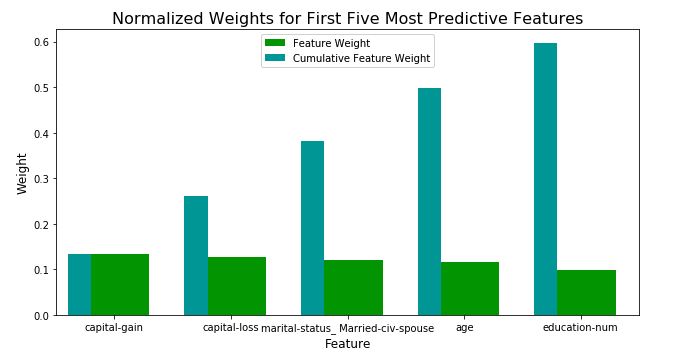 Normalized Weights for First Five Most Predictive Features
Feature Weight
Cumulative Feature Weight
Weight
0.6
0.5
0.4
0.3
0.2
0.1
0.0
capital-gain
capital-loss
marital-status_ Married-civ-spouse
age
education-num
Feature